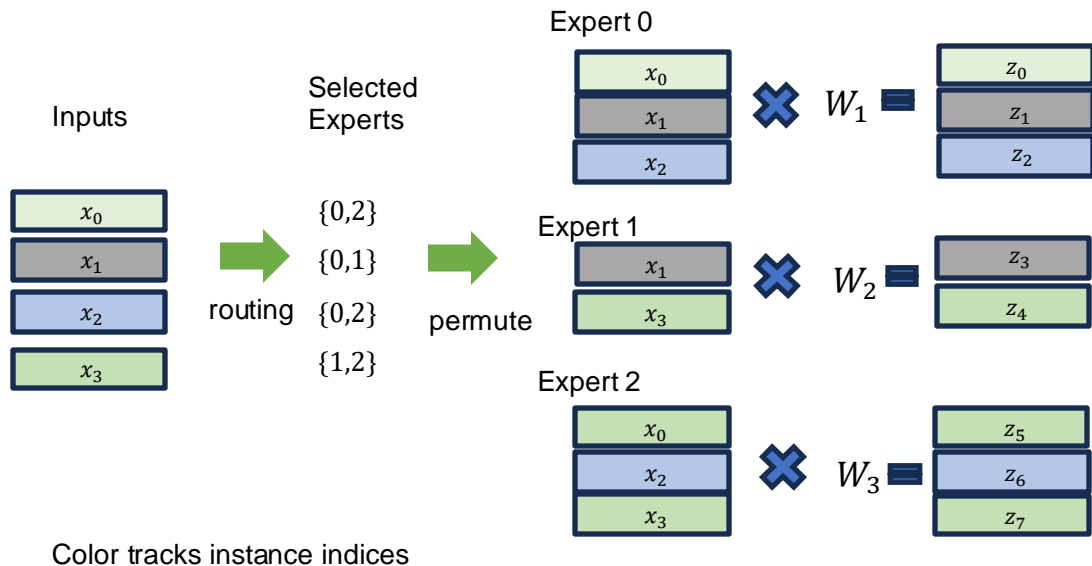 Inputs
x₀
x₁
x₂
x₃
routing
Selected
Experts
{0,2}
{0,1}
{0,2}
{1,2}
permute
Expert 0
x₀
x₁
x₂
W₁ =
z₀
z₁
z₂
Expert 1
x₁
x₃
W₂ =
z₃
z₄
Expert 2
x₀
x₂
x₃
W₃ =
z₅
z₆
z₇
Color tracks instance indices